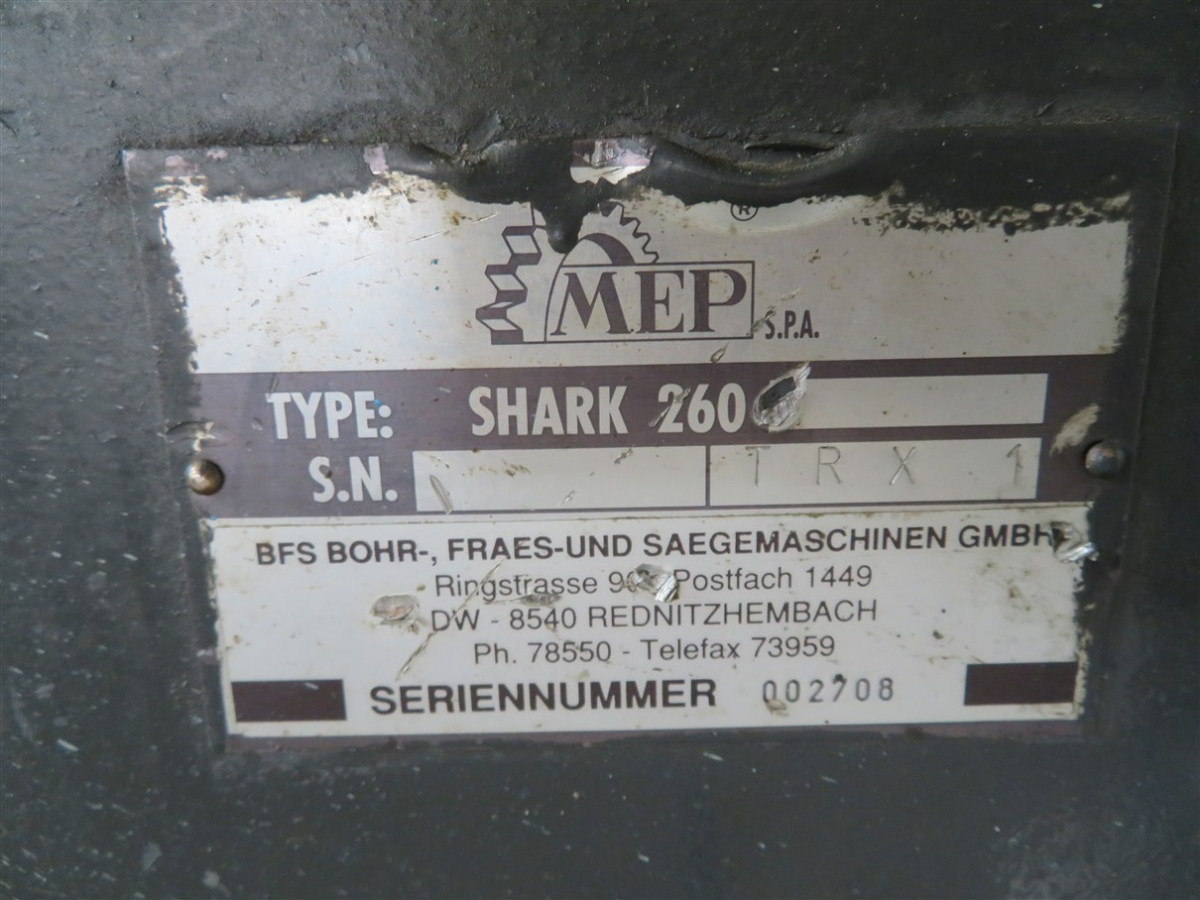 ®
MEP S.P.A.
TYPE: SHARK 260
S.N. TRX 1
BFS BOHR-, FRAES-UND SAEGEMASCHINEN GMBH
Ringstrasse Postfach 1449
DW - 8540 REDNITZHEMBACH
Ph. 78550 - Telefax 73959
SERIENNUMMER 002708